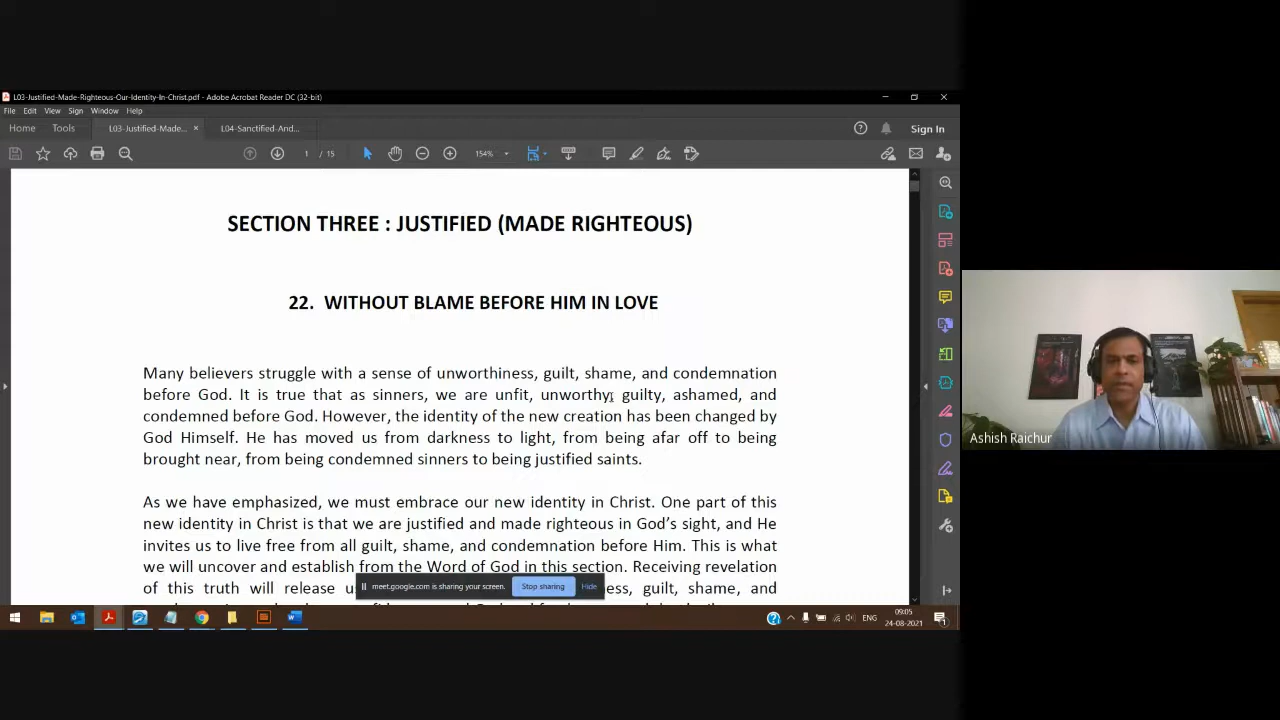 L03-Justified-Made-Righteous-Our-Identity-In-Christ.pdf - Adobe Acrobat Reader DC (32-bit)
File Edit View Sign Window Help
Home Tools L03-Justified-Made... × L04-Sanctified-And... Sign In
1 / 15 154%
SECTION THREE : JUSTIFIED (MADE RIGHTEOUS)
22. WITHOUT BLAME BEFORE HIM IN LOVE
Many believers struggle with a sense of unworthiness, guilt, shame, and condemnation
before God. It is true that as sinners, we are unfit, unworthy, guilty, ashamed, and
condemned before God. However, the identity of the new creation has been changed by
God Himself. He has moved us from darkness to light, from being afar off to being
brought near, from being condemned sinners to being justified saints.
As we have emphasized, we must embrace our new identity in Christ. One part of this
new identity in Christ is that we are justified and made righteous in God's sight, and He
invites us to live free from all guilt, shame, and condemnation before Him. This is what
we will uncover and establish from the Word of God in this section. Receiving revelation
of this truth will release u ess, guilt, shame, and
meet.google.com is sharing your screen. Stop sharing Hide
ENG
09:05
24-08-2021
Ashish Raichur